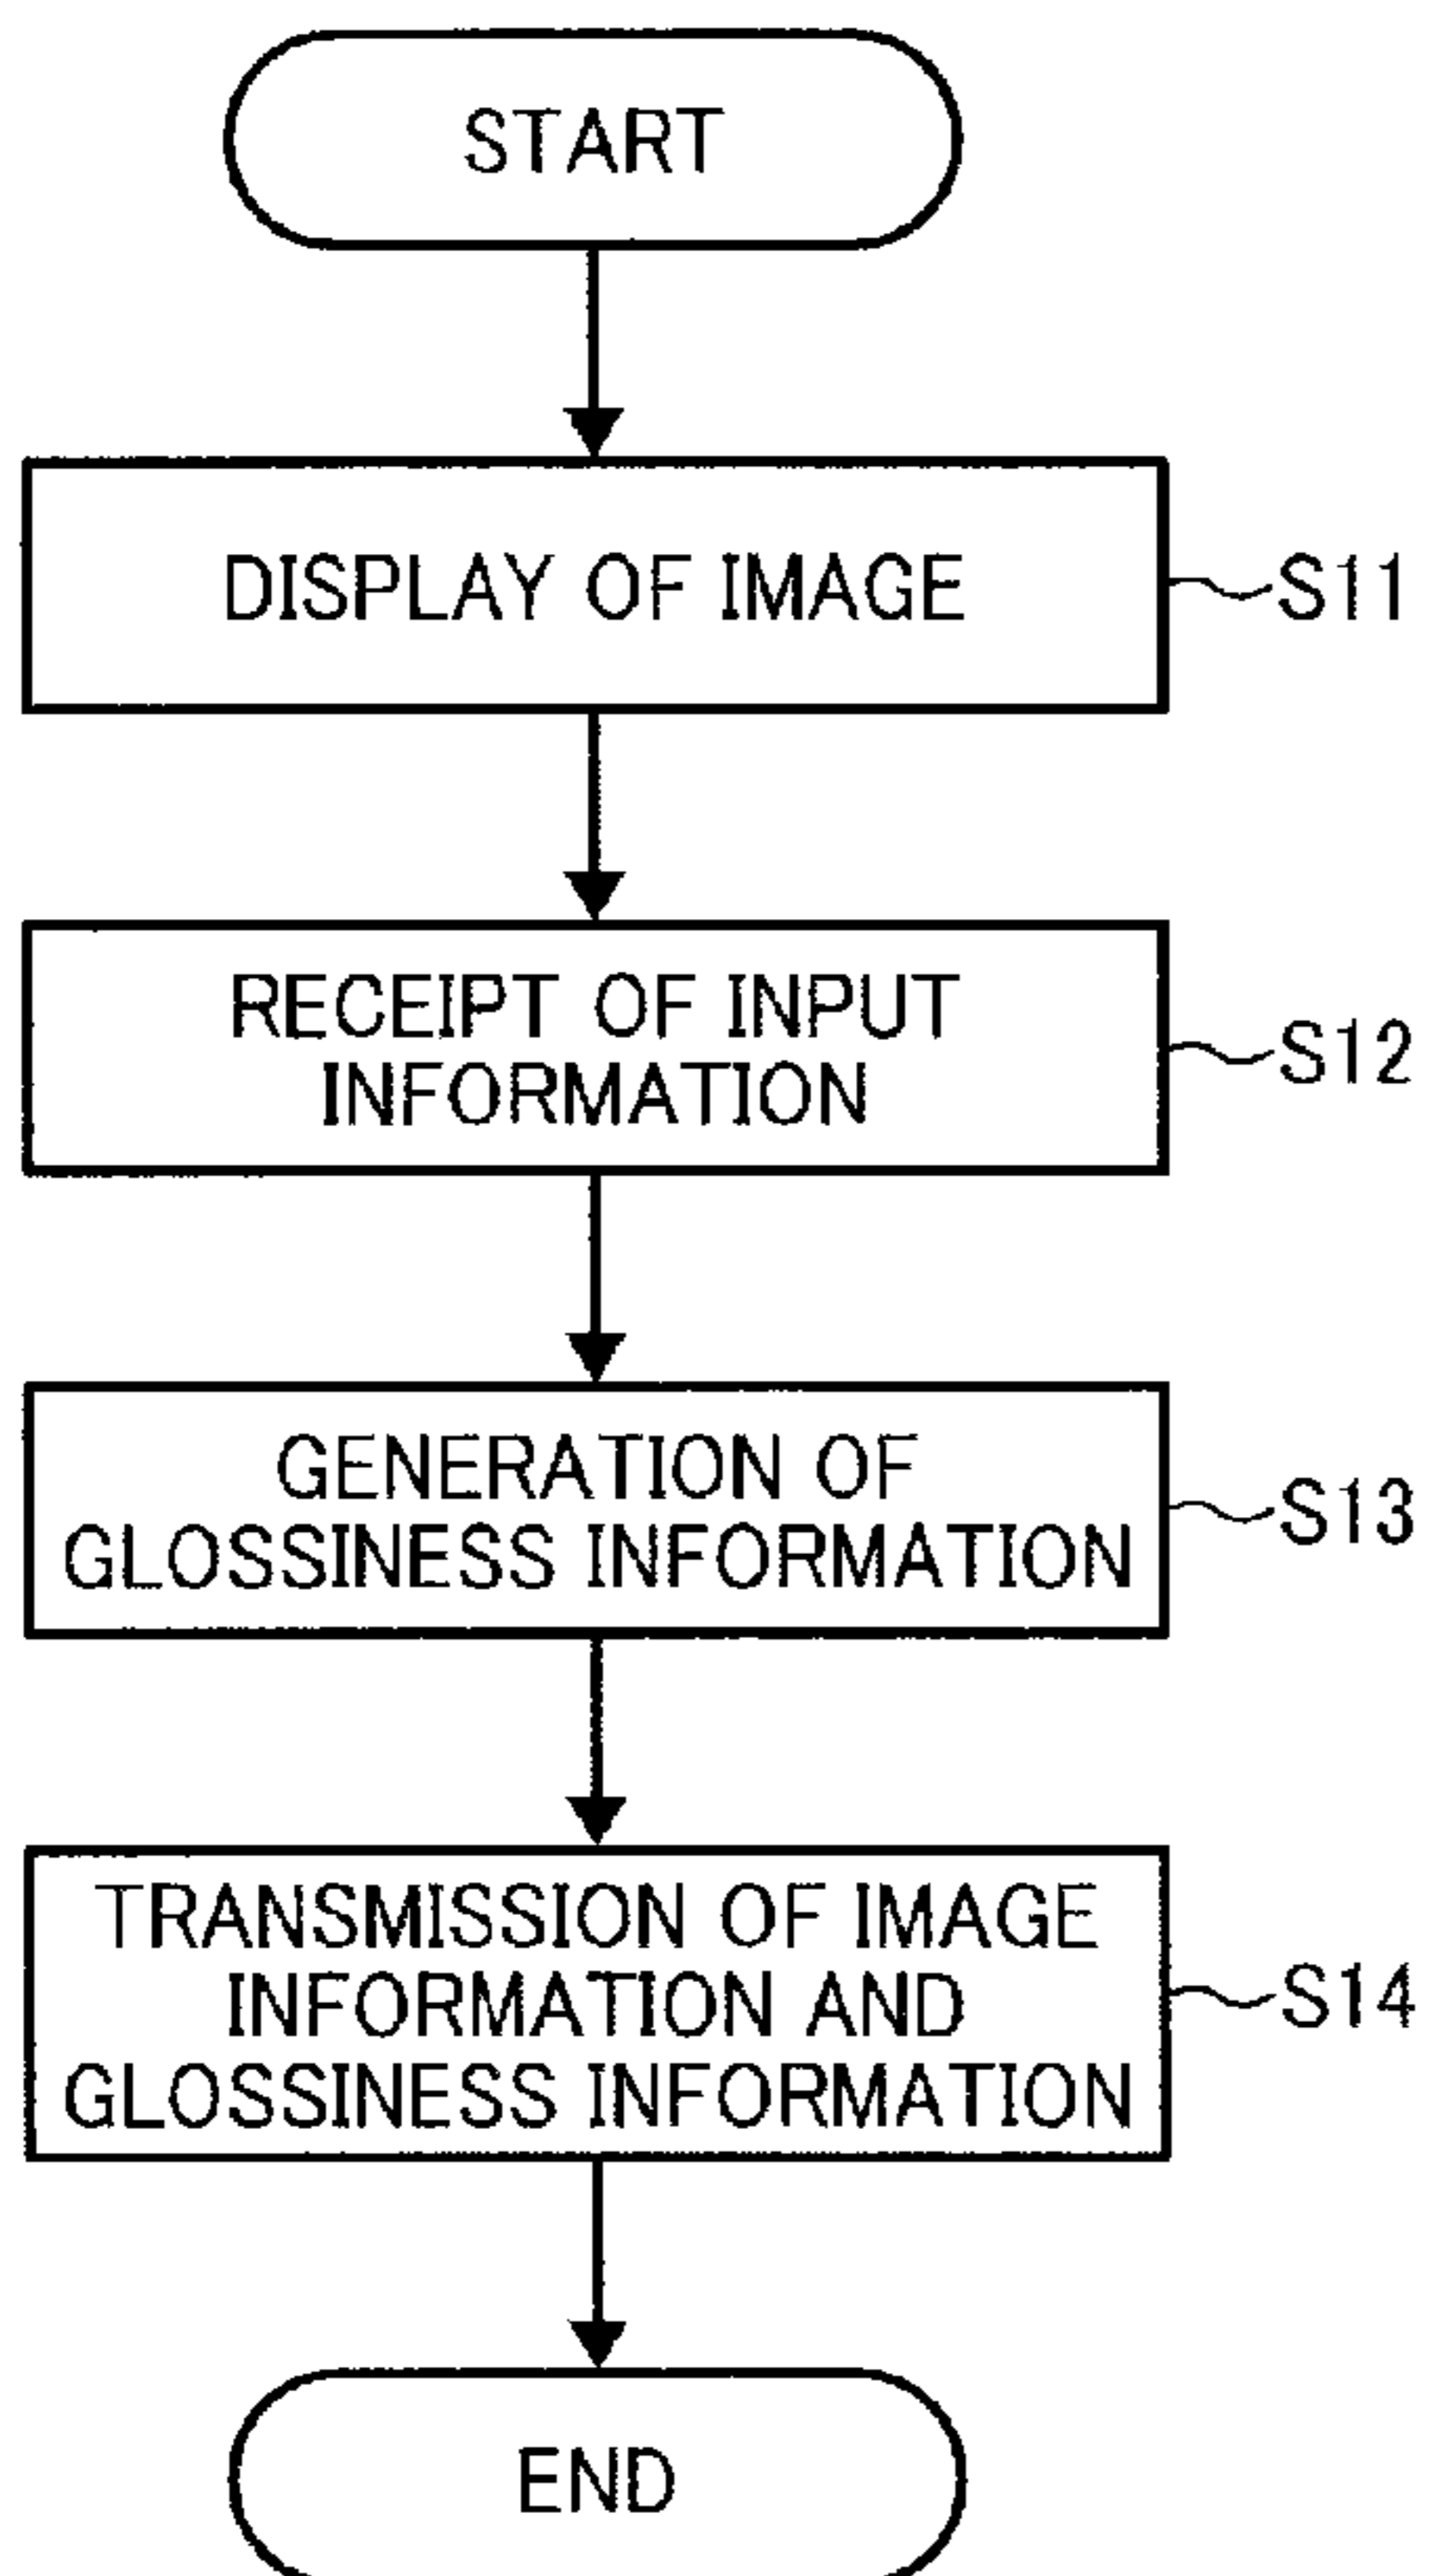 START
DISPLAY OF IMAGE
S11
RECEIPT OF INPUT
INFORMATION
S12
GENERATION OF
GLOSSINESS INFORMATION
S13
TRANSMISSION OF IMAGE
INFORMATION AND
GLOSSINESS INFORMATION
S14
END